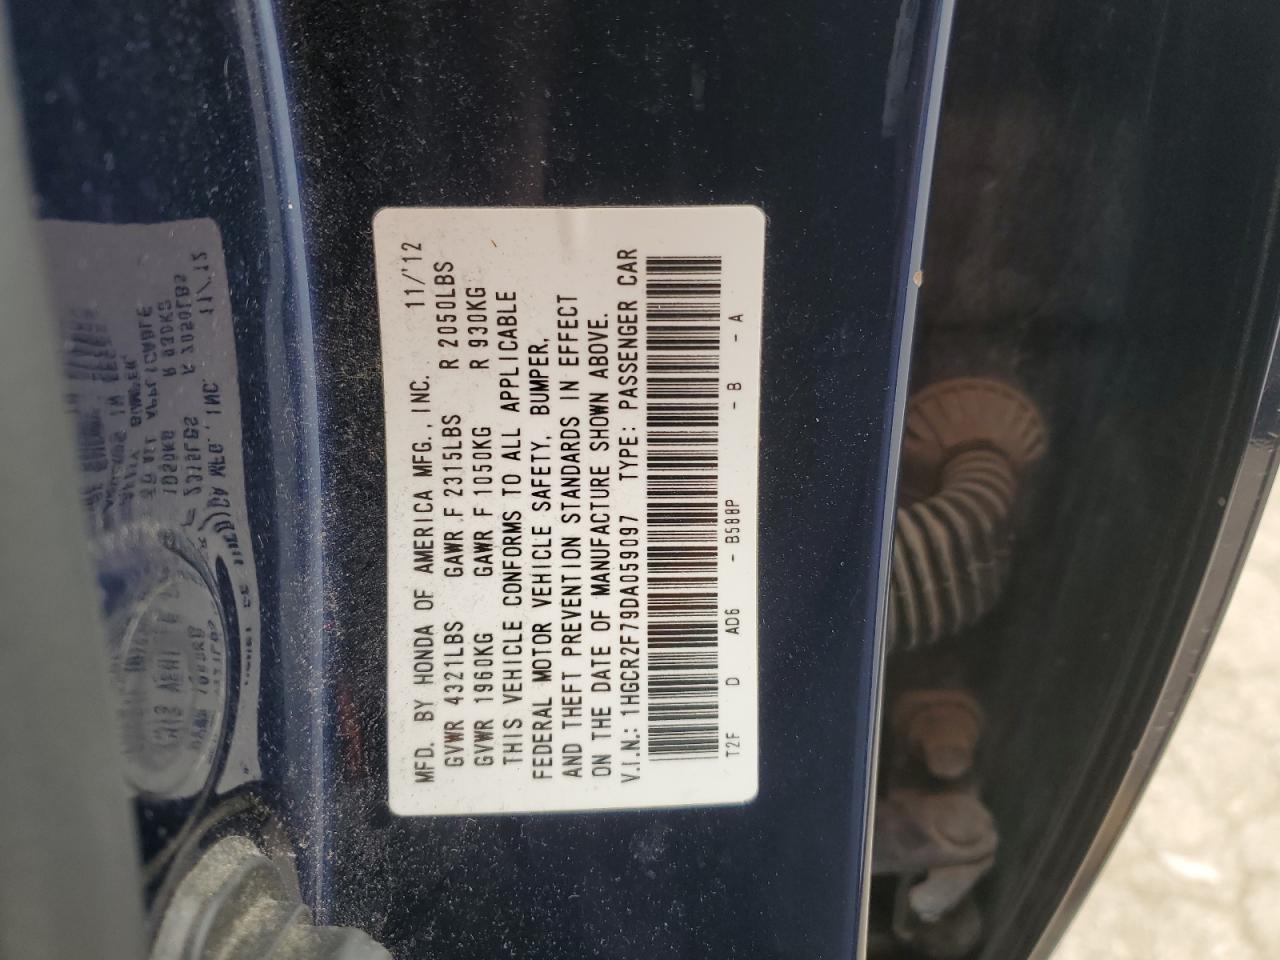 MFD. BY HONDA OF AMERICA MFG., INC. 11/'12
GVWR 4321LBS GAWR F 2315LBS R 2050LBS
GVWR 1960KG GAWR F 1050KG R 930KG
THIS VEHICLE CONFORMS TO ALL APPLICABLE
FEDERAL MOTOR VEHICLE SAFETY, BUMPER,
AND THEFT PREVENTION STANDARDS IN EFFECT
ON THE DATE OF MANUFACTURE SHOWN ABOVE.
V.I.N.: 1HGCR2F79DA059097 TYPE: PASSENGER CAR
T2F D AD6 - B588P - B - A